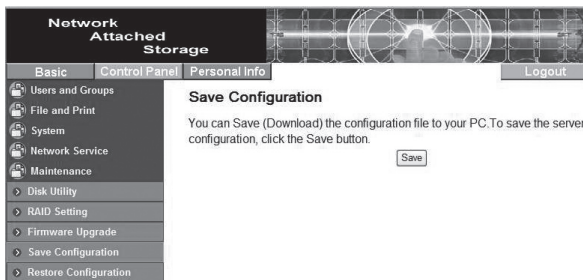 Network
Attached
Storage
Basic
Control Panel
Personal Info
Logout
Users and Groups
File and Print
System
Network Service
Maintenance
Disk Utility
RAID Setting
Firmware Upgrade
Save Configuration
Restore Configuration
Save Configuration
You can Save (Download) the configuration file to your PC.To save the server
configuration, click the Save button.
Save